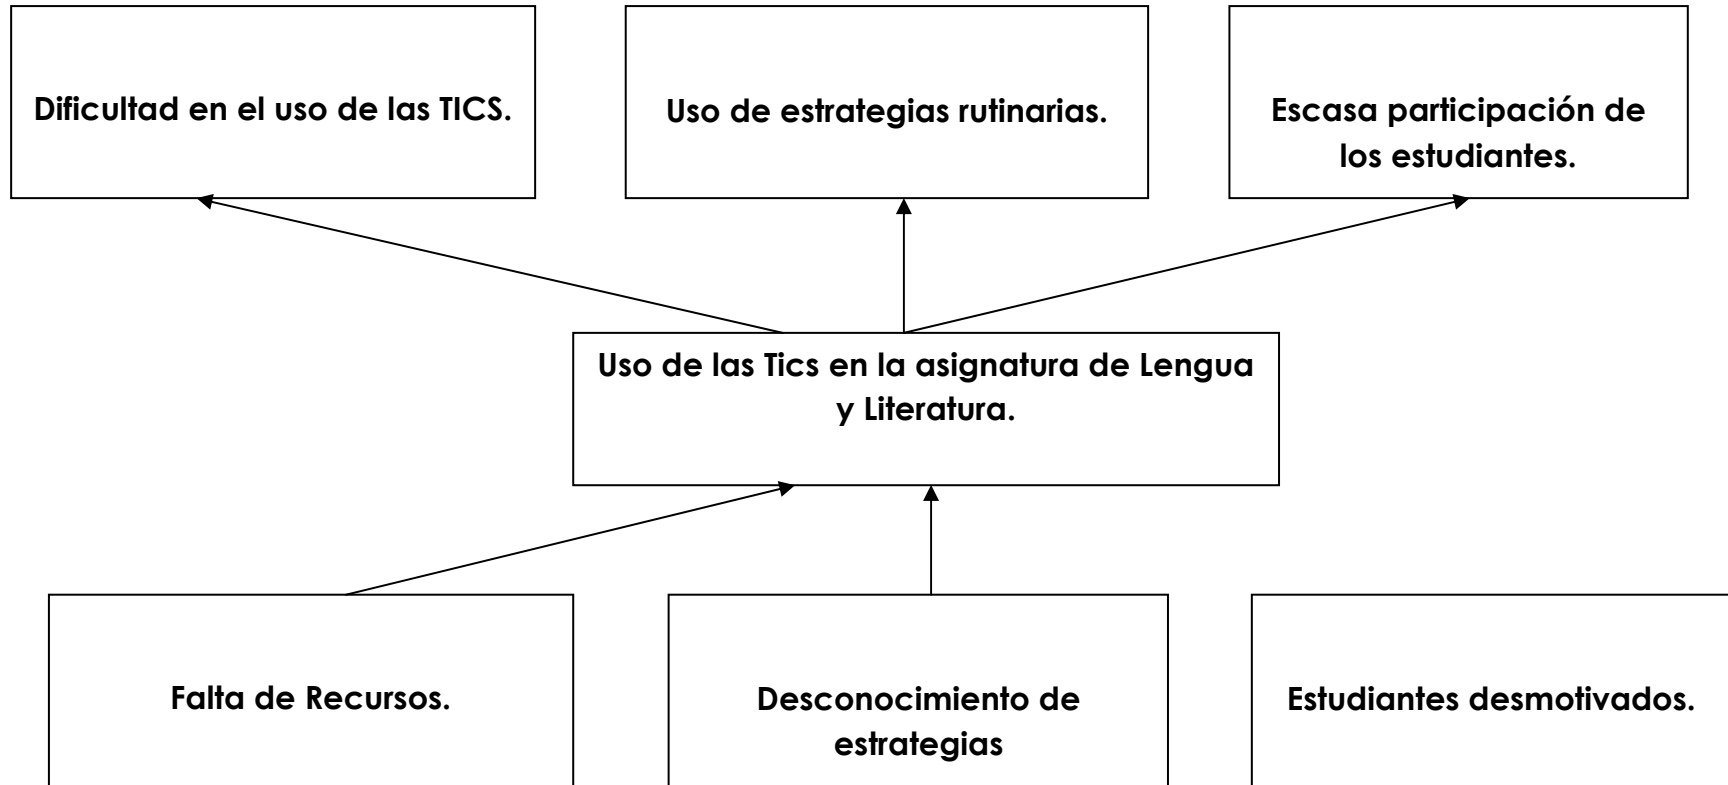 Dificultad en el uso de las TICS.
Uso de estrategias rutinarias.
Escasa participación de
los estudiantes.
Uso de las Tics en la asignatura de Lengua
y Literatura.
Falta de Recursos.
Desconocimiento de
estrategias
Estudiantes desmotivados.